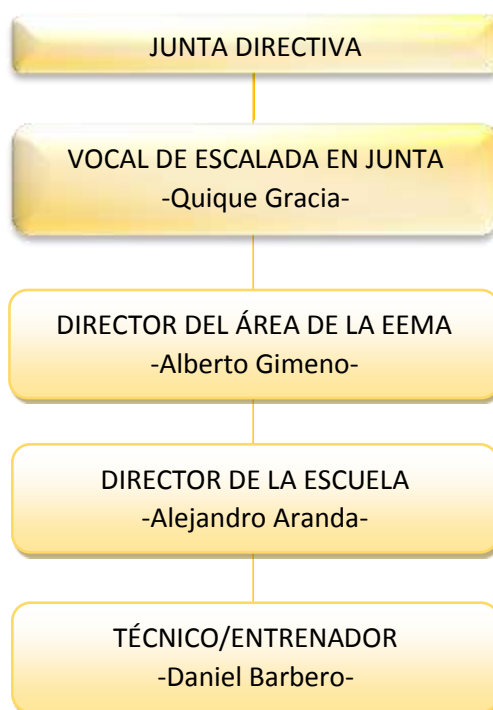 JUNTA DIRECTIVA
VOCAL DE ESCALADA EN JUNTA
-Quique Gracia-
DIRECTOR DEL ÁREA DE LA EEMA
-Alberto Gimeno-
DIRECTOR DE LA ESCUELA
-Alejandro Aranda-
TÉCNICO/ENTRENADOR
-Daniel Barbero-